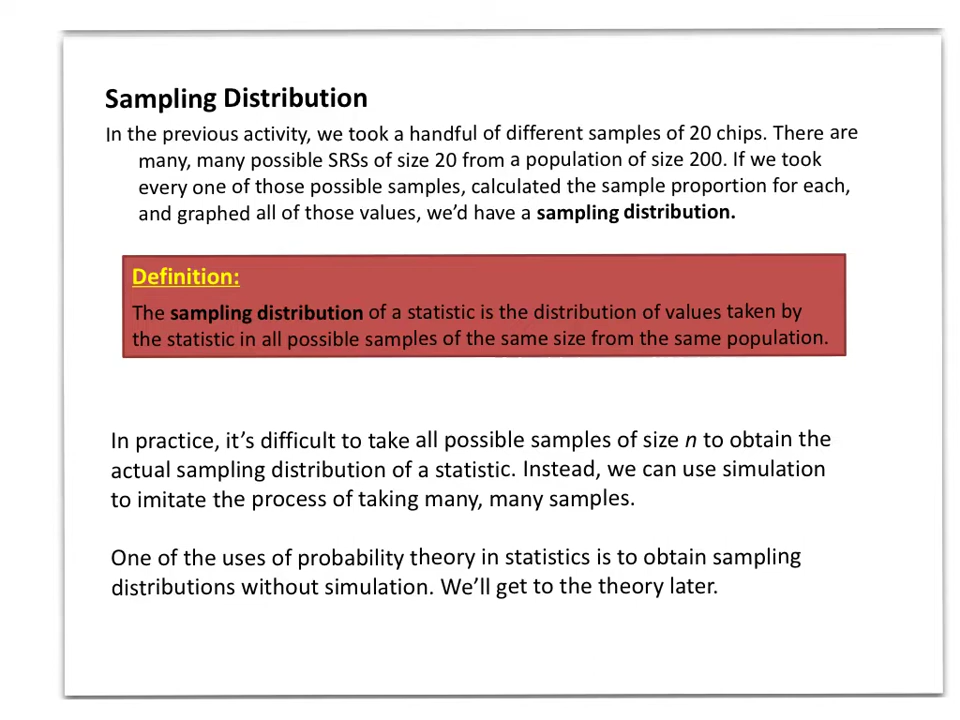 Sampling Distribution
In the previous activity, we took a handful of different samples of 20 chips. There are
many, many possible SRSs of size 20 from a population of size 200. If we took
every one of those possible samples, calculated the sample proportion for each,
and graphed all of those values, we’d have a sampling distribution.
Definition:
The sampling distribution of a statistic is the distribution of values taken by
the statistic in all possible samples of the same size from the same population.
In practice, it’s difficult to take all possible samples of size n to obtain the
actual sampling distribution of a statistic. Instead, we can use simulation
to imitate the process of taking many, many samples.
One of the uses of probability theory in statistics is to obtain sampling
distributions without simulation. We’ll get to the theory later.